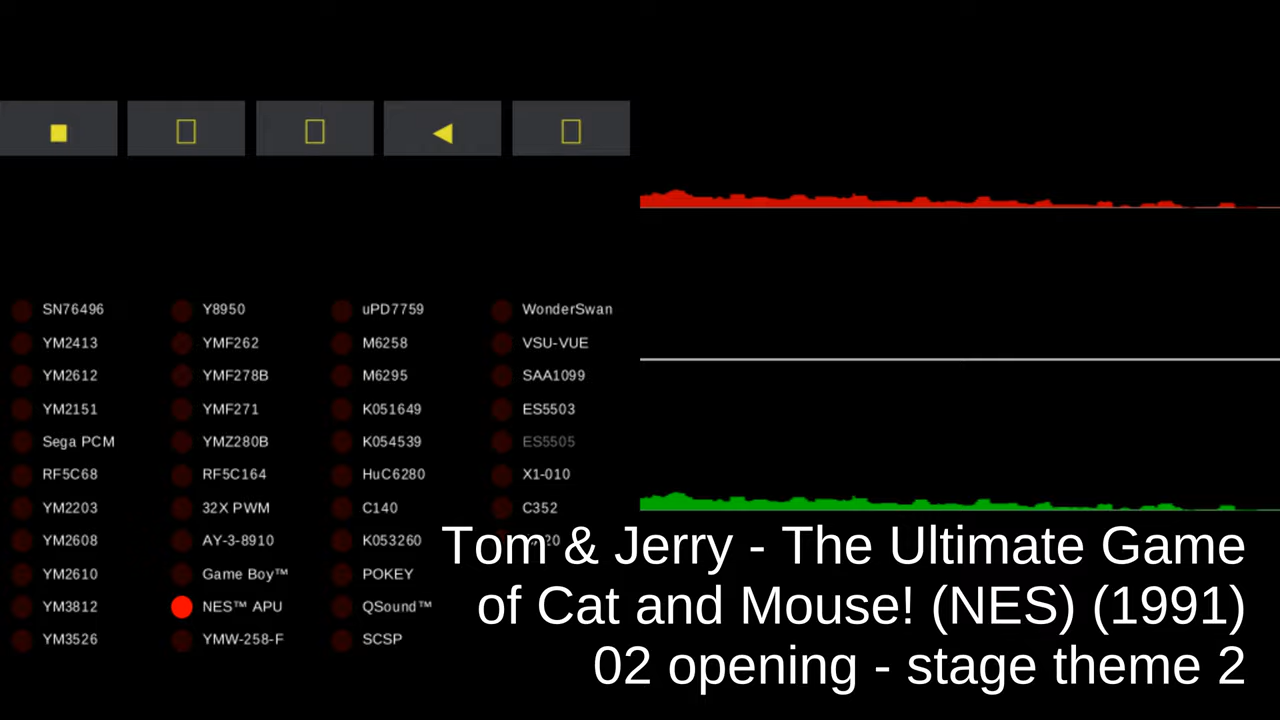 SN76496 Y8950 uPD7759 WonderSwan
YM2413 YMF262 M6258 VSU-VUE
YM2612 YMF278B M6295 SAA1099
YM2151 YMF271 K051649 ES5503
Sega PCM YMZ280B K054539 ES5505
RF5C68 RF5C164 HuC6280 X1-010
YM2203 32X PWM C140 C352
YM2608 AY-3-8910 K053260
YM2610 Game Boy™ POKEY
YM3812 NES™ APU QSound™
YM3526 YMW-258-F SCSP
Tom & Jerry - The Ultimate Game
of Cat and Mouse! (NES) (1991)
02 opening - stage theme 2